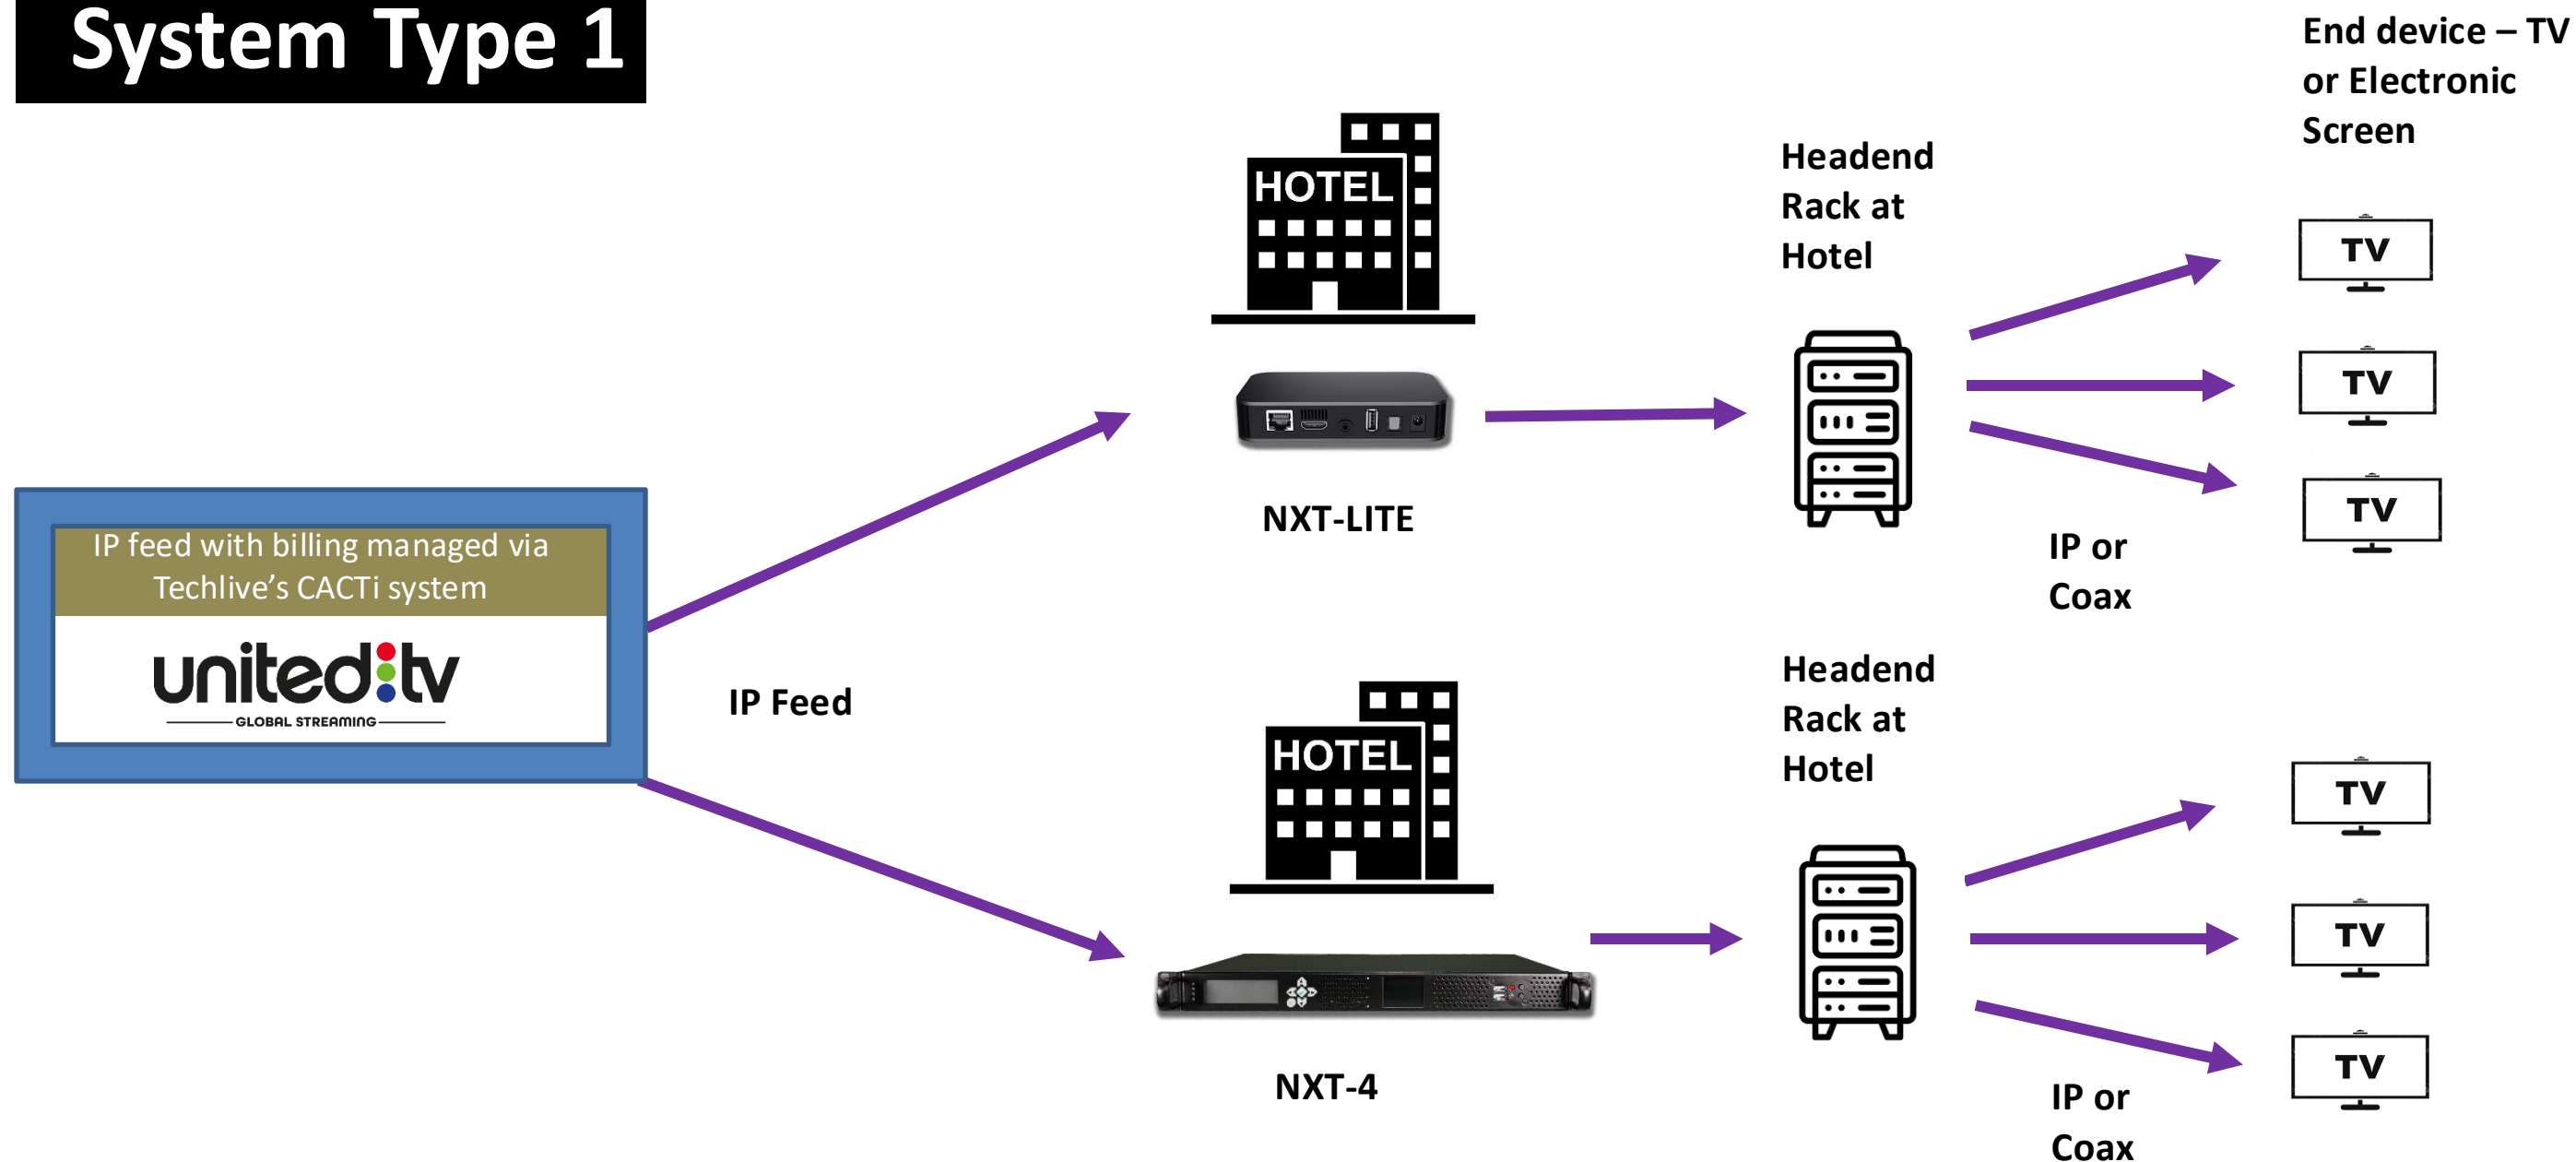 System Type 1
End device – TV
or Electronic
Screen
HOTEL
Headend
Rack at
Hotel
TV
TV
TV
NXT-LITE
IP or
Coax
IP feed with billing managed via
Techlive’s CACTi system
united:tv
GLOBAL STREAMING
IP Feed
HOTEL
Headend
Rack at
Hotel
TV
TV
TV
NXT-4
IP or
Coax